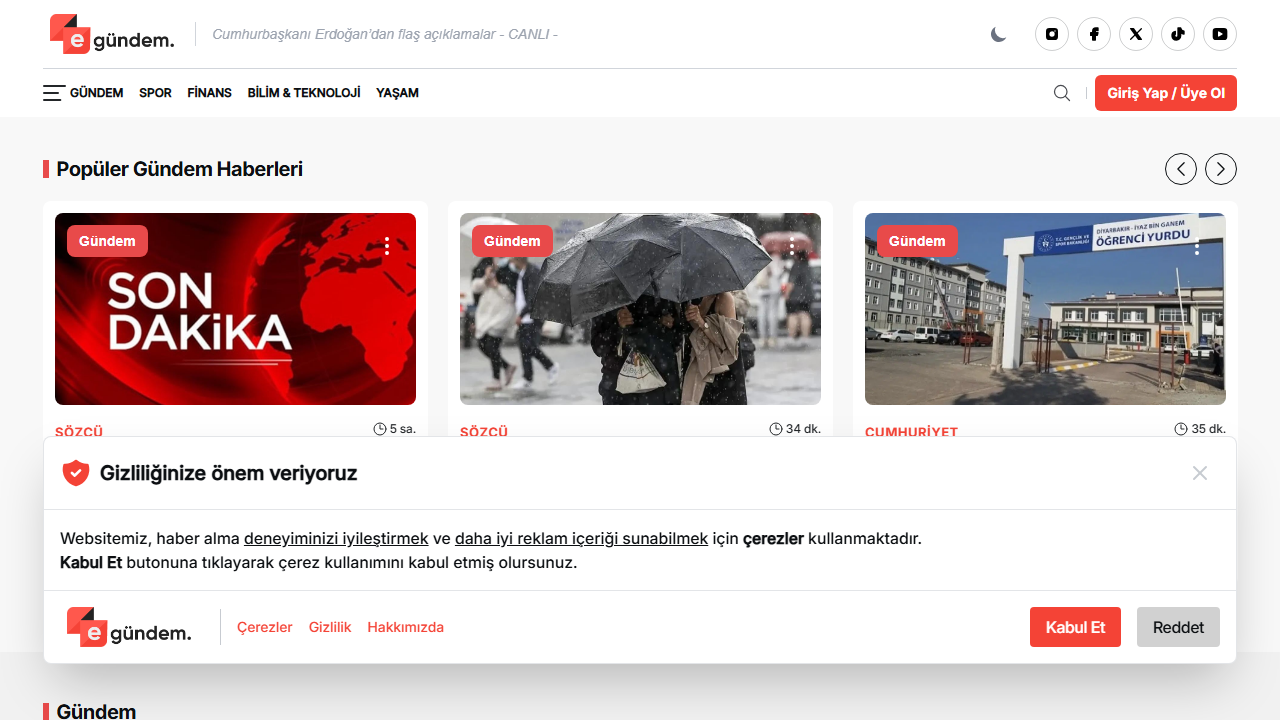 e gündem.
Cumhurbaşkanı Erdoğan'dan flaş açıklamalar - CANLI -
GÜNDEM SPOR FİNANS BİLİM & TEKNOLOJİ YAŞAM
Giriş Yap / Üye Ol
Popüler Gündem Haberleri
Gündem
SON
DAKİKA
Gündem
Gündem
T.C. GENÇLİK VE
SPOR BAKANLIĞI
DİYARBAKIR - İYAZ BİN GANEM
ÖĞRENCİ YURDU
SÖZCÜ 5 sa.
SÖZCÜ 34 dk.
CUMHURİYET 35 dk.
Gizliliğinize önem veriyoruz
Websitemiz, haber alma deneyiminizi iyileştirmek ve daha iyi reklam içeriği sunabilmek için çerezler kullanmaktadır.
Kabul Et butonuna tıklayarak çerez kullanımını kabul etmiş olursunuz.
e gündem.
Çerezler Gizlilik Hakkımızda
Kabul Et Reddet
Gündem